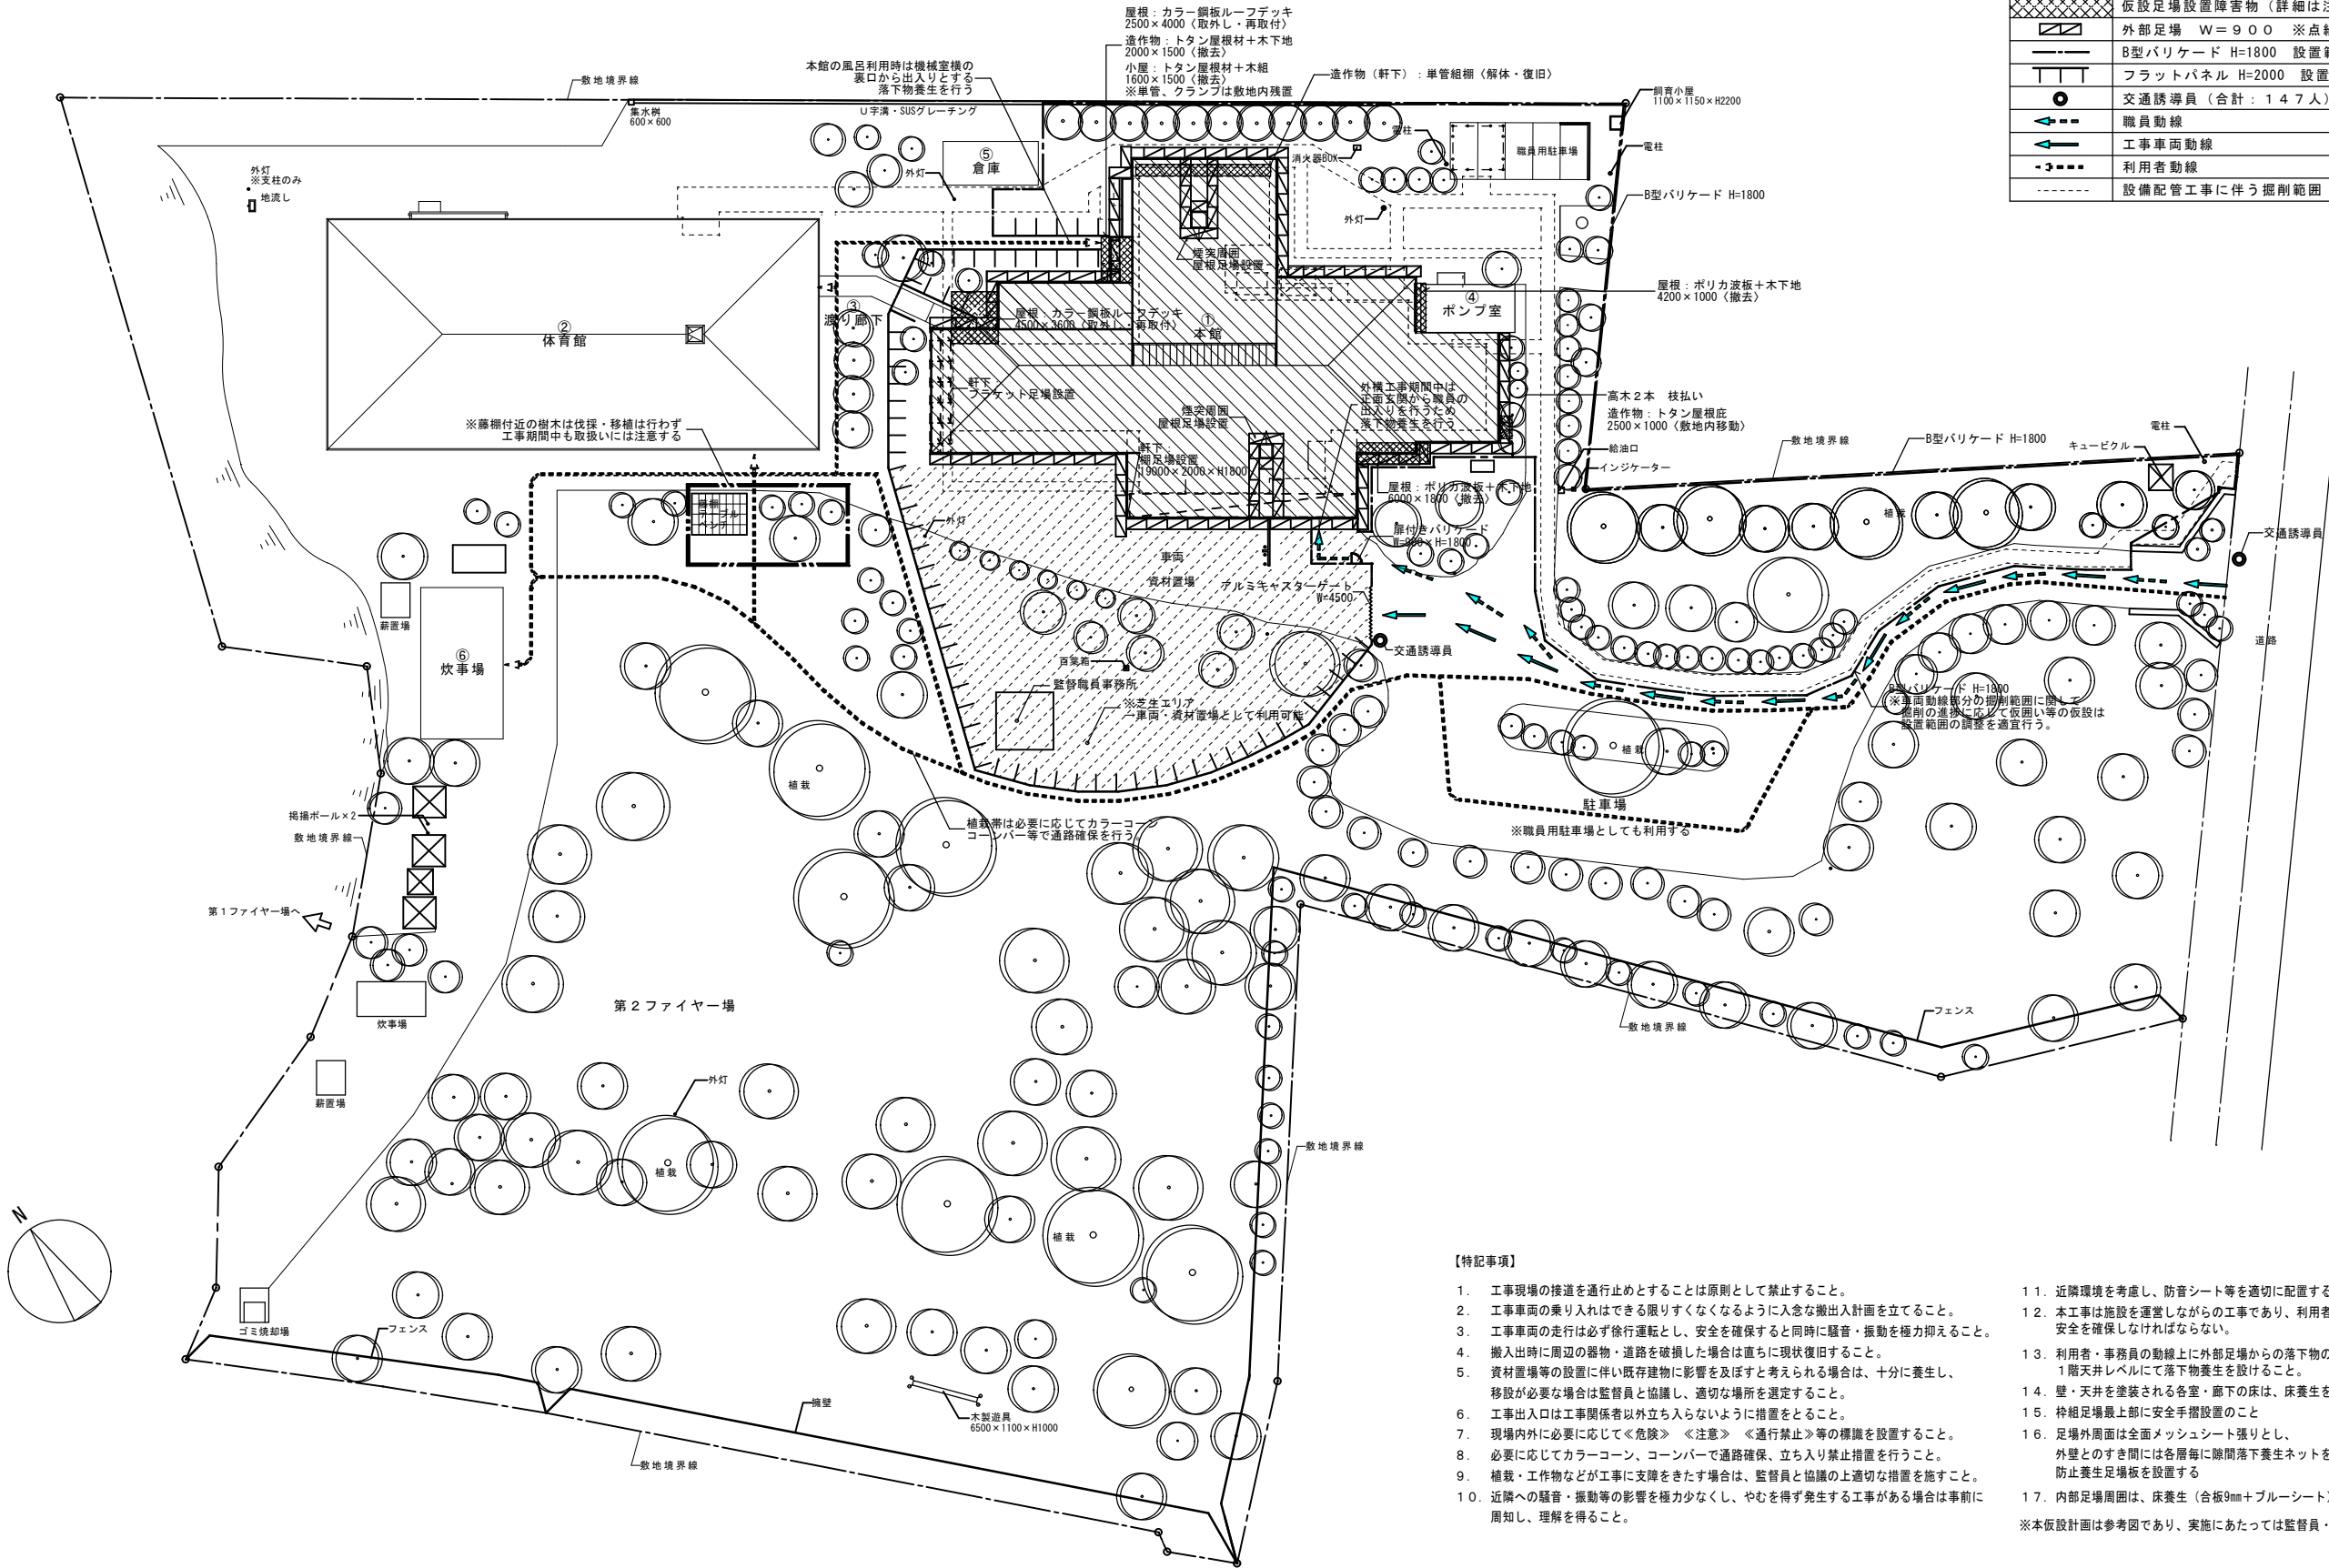 仮設足場設置障害物（詳細は注
外部足場　W＝９００　※点線
B型バリケード H=1800　設置範
フラットパネル H=2000　設置
交通誘導員（合計：１４７人）
職員動線
工事車両動線
利用者動線
設備配管工事に伴う掘削範囲
屋根：カラー鋼板ルーフデッキ
2500×4000〈取外し・再取付〉
造作物：トタン屋根材＋木下地
2000×1500〈撤去〉
小屋：トタン屋根材＋木組
1600×1500〈撤去〉
※単管、クランプは敷地内残置
本館の風呂利用時は機械室横の
裏口から出入りとする
落下物養生を行う
造作物（軒下）：単管組棚〈解体・復旧〉
敷地境界線
集水桝
600×600
U字溝・SUSグレーチング
飼育小屋
1100×1150×H2200
電柱
消火器BOX
職員用駐車場
電柱
外灯
※支柱のみ
地流し
⑤
倉庫
外灯
外灯
B型バリケード H=1800
煙突周囲
屋根足場設置
屋根：ポリカ波板＋木下地
4200×1000〈撤去〉
④
ポンプ室
②
体育館
③
渡り廊下
屋根：カラー鋼板ルーフデッキ
4500×3600〈取外し・再取付〉
①
本館
軒下：
ブラケット足場設置
外構工事期間中は
正面玄関から職員の
出入りを行うため
落下物養生を行う
高木２本　枝払い
造作物：トタン屋根庇
2500×1000〈敷地内移動〉
煙突周囲
屋根足場設置
※藤棚付近の樹木は伐採・移植は行わず
工事期間中も取扱いには注意する
給油口
インジケーター
敷地境界線
B型バリケード H=1800
キュービクル
電柱
軒下：
棚足場設置
19000×2000×H1800
屋根：ポリカ波板＋木下地
6000×1800〈撤去〉
藤棚
テーブル
ベンチ
外灯
扉付きバリケード
W=900×H=1800
植栽
交通誘導員
車両
資材置場
アルミキャスターゲート
W=4500
薪置場
⑥
炊事場
百葉箱
交通誘導員
道路
監督職員事務所
※芝生エリア
→車両・資材置場として利用可能
B型バリケード H=1800
※車両動線部分の掘削範囲に関して
掘削の進捗に応じて仮囲い等の仮設は
設置範囲の調整を適宜行う。
植栽
植栽
駐車場
※職員用駐車場としても利用する
掲揚ポール×2
敷地境界線
植栽帯は必要に応じてカラーコーン
コーンバー等で通路確保を行う
第１ファイヤー場へ
第２ファイヤー場
炊事場
敷地境界線
フェンス
薪置場
外灯
植栽
敷地境界線
N
植栽
ゴミ焼却場
フェンス
擁壁
木製遊具
6500×1100×H1000
敷地境界線
【特記事項】
1.　工事現場の接道を通行止めとすることは原則として禁止すること。
2.　工事車両の乗り入れはできる限りすくなくなるように入念な搬出入計画を立てること。
3.　工事車両の走行は必ず徐行運転とし、安全を確保すると同時に騒音・振動を極力抑えること。
4.　搬入出時に周辺の器物・道路を破損した場合は直ちに現状復旧すること。
5.　資材置場等の設置に伴い既存建物に影響を及ぼすと考えられる場合は、十分に養生し、
移設が必要な場合は監督員と協議し、適切な場所を選定すること。
6.　工事出入口は工事関係者以外立ち入らないように措置をとること。
7.　現場内外に必要に応じて≪危険≫　≪注意≫　≪通行禁止≫等の標識を設置すること。
8.　必要に応じてカラーコーン、コーンバーで通路確保、立ち入り禁止措置を行うこと。
9.　植栽・工作物などが工事に支障をきたす場合は、監督員と協議の上適切な措置を施すこと。
１０.　近隣への騒音・振動等の影響を極力少なくし、やむを得ず発生する工事がある場合は事前に
周知し、理解を得ること。
１１.　近隣環境を考慮し、防音シート等を適切に配置する
１２.　本工事は施設を運営しながらの工事であり、利用者
安全を確保しなければならない。
１３.　利用者・事務員の動線上に外部足場からの落下物の
１階天井レベルにて落下物養生を設けること。
１４.　壁・天井を塗装される各室・廊下の床は、床養生を
１５.　枠組足場最上部に安全手摺設置のこと
１６.　足場外周面は全面メッシュシート張りとし、
外壁とのすき間には各層毎に隙間落下養生ネットを
防止養生足場板を設置する
１７.　内部足場周囲は、床養生（合板9mm＋ブルーシート）
※本仮設計画は参考図であり、実施にあたっては監督員・